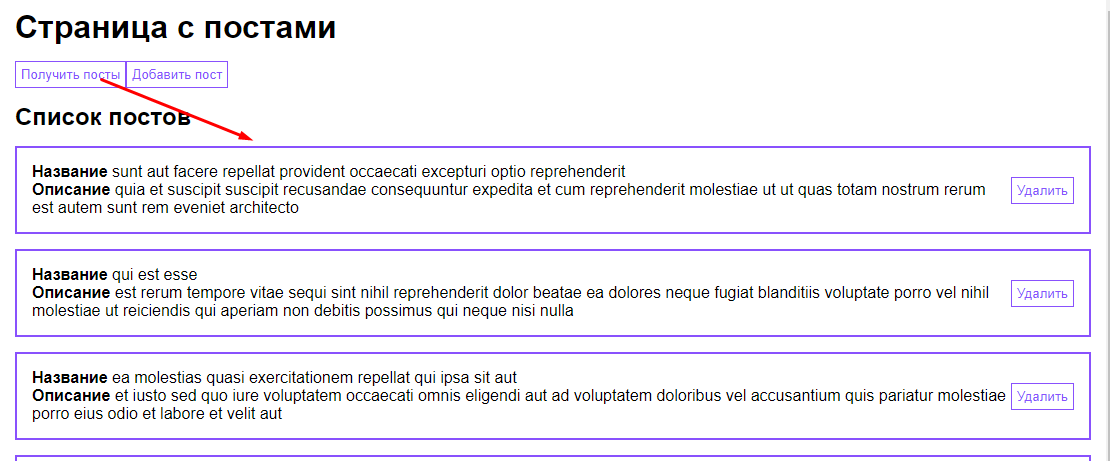 Страница с постами
Получить посты Добавить пост
Список постов
Название sunt aut facere repellat provident occaecati excepturi optio reprehenderit
Описание quia et suscipit suscipit recusandae consequuntur expedita et cum reprehenderit molestiae ut ut quas totam nostrum rerum
est autem sunt rem eveniet architecto
Удалить
Название qui est esse
Описание est rerum tempore vitae sequi sint nihil reprehenderit dolor beatae ea dolores neque fugiat blanditiis voluptate porro vel nihil
molestiae ut reiciendis qui aperiam non debitis possimus qui neque nisi nulla
Удалить
Название ea molestias quasi exercitationem repellat qui ipsa sit aut
Описание et iusto sed quo iure voluptatem occaecati omnis eligendi aut ad voluptatem doloribus vel accusantium quis pariatur molestiae
porro eius odio et labore et velit aut
Удалить